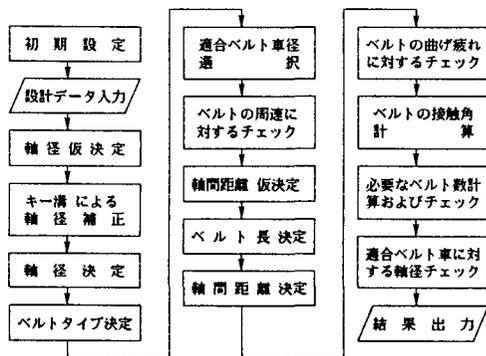 初期設定
設計データ入力
軸径仮決定
キー溝による
軸径補正
軸径決定
ベルトタイプ決定
適合ベルト車径
選択
ベルトの周速に
対するチェック
軸間距離仮決定
ベルト長決定
軸間距離決定
ベルトの曲げ疲れ
に対するチェック
ベルトの接触角
計算
必要なベルト数計
算およびチェック
適合ベルト車に対
する軸径チェック
結果出力